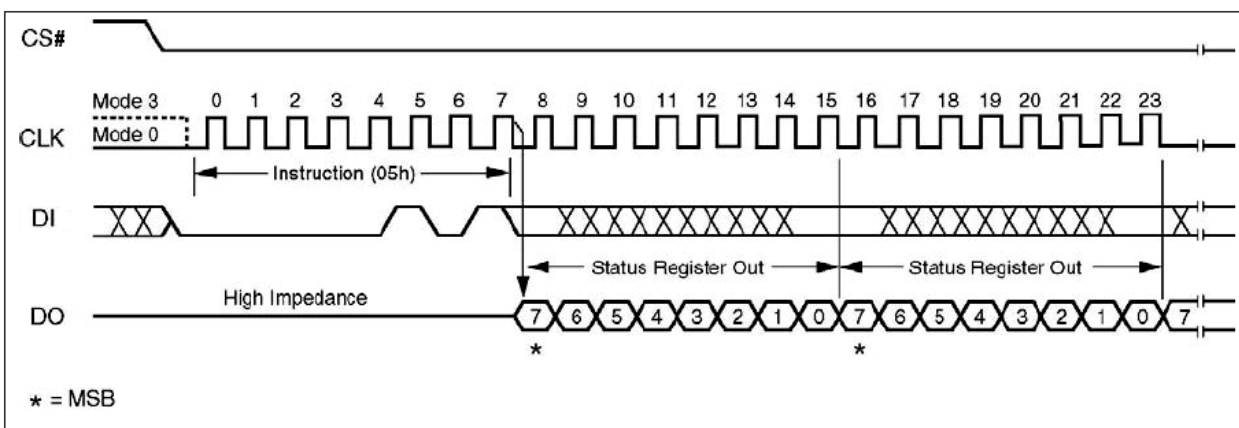 CS#
Mode 3 0 1 2 3 4 5 6 7 8 9 10 11 12 13 14 15 16 17 18 19 20 21 22 23
CLK Mode 0
Instruction (05h)
DI
Status Register Out Status Register Out
High Impedance
DO 7 6 5 4 3 2 1 0 7 6 5 4 3 2 1 0 7
* *
* = MSB